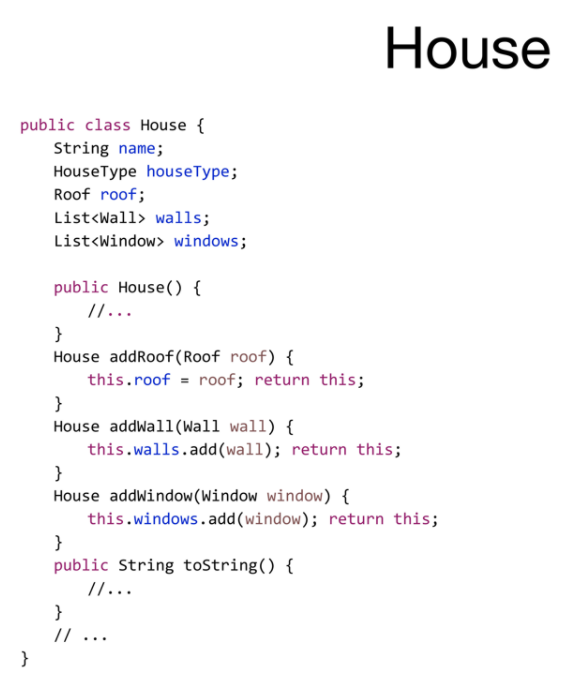 House
public class House {
    String name;
    HouseType houseType;
    Roof roof;
    List<Wall> walls;
    List<Window> windows;

    public House() {
        //...
    }
    House addRoof(Roof roof) {
        this.roof = roof; return this;
    }
    House addWall(Wall wall) {
        this.walls.add(wall); return this;
    }
    House addWindow(Window window) {
        this.windows.add(window); return this;
    }
    public String toString() {
        //...
    }
    // ...
}